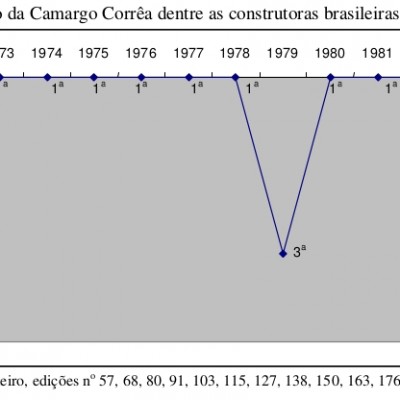 o da Camargo Corrêa dentre as construtoras brasileiras
73 1974 1975 1976 1977 1978 1979 1980 1981
ª 1ª 1ª 1ª 1ª 1ª 1ª 1ª
3ª
eiro, edições nº 57, 68, 80, 91, 103, 115, 127, 138, 150, 163, 176